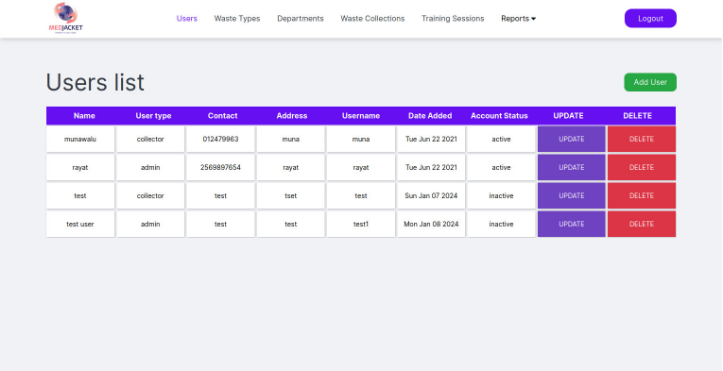 MEDJACKET
Users Waste Types Departments Waste Collections Training Sessions Reports Logout
Users list
Add User
Name User type Contact Address Username Date Added Account Status UPDATE DELETE
munawalu collector 012479963 muna muna Tue Jun 22 2021 active UPDATE DELETE
rayat admin 2569897654 rayat rayat Tue Jun 22 2021 active UPDATE DELETE
test collector test tset test Sun Jan 07 2024 inactive UPDATE DELETE
test user admin test test test1 Mon Jan 08 2024 inactive UPDATE DELETE